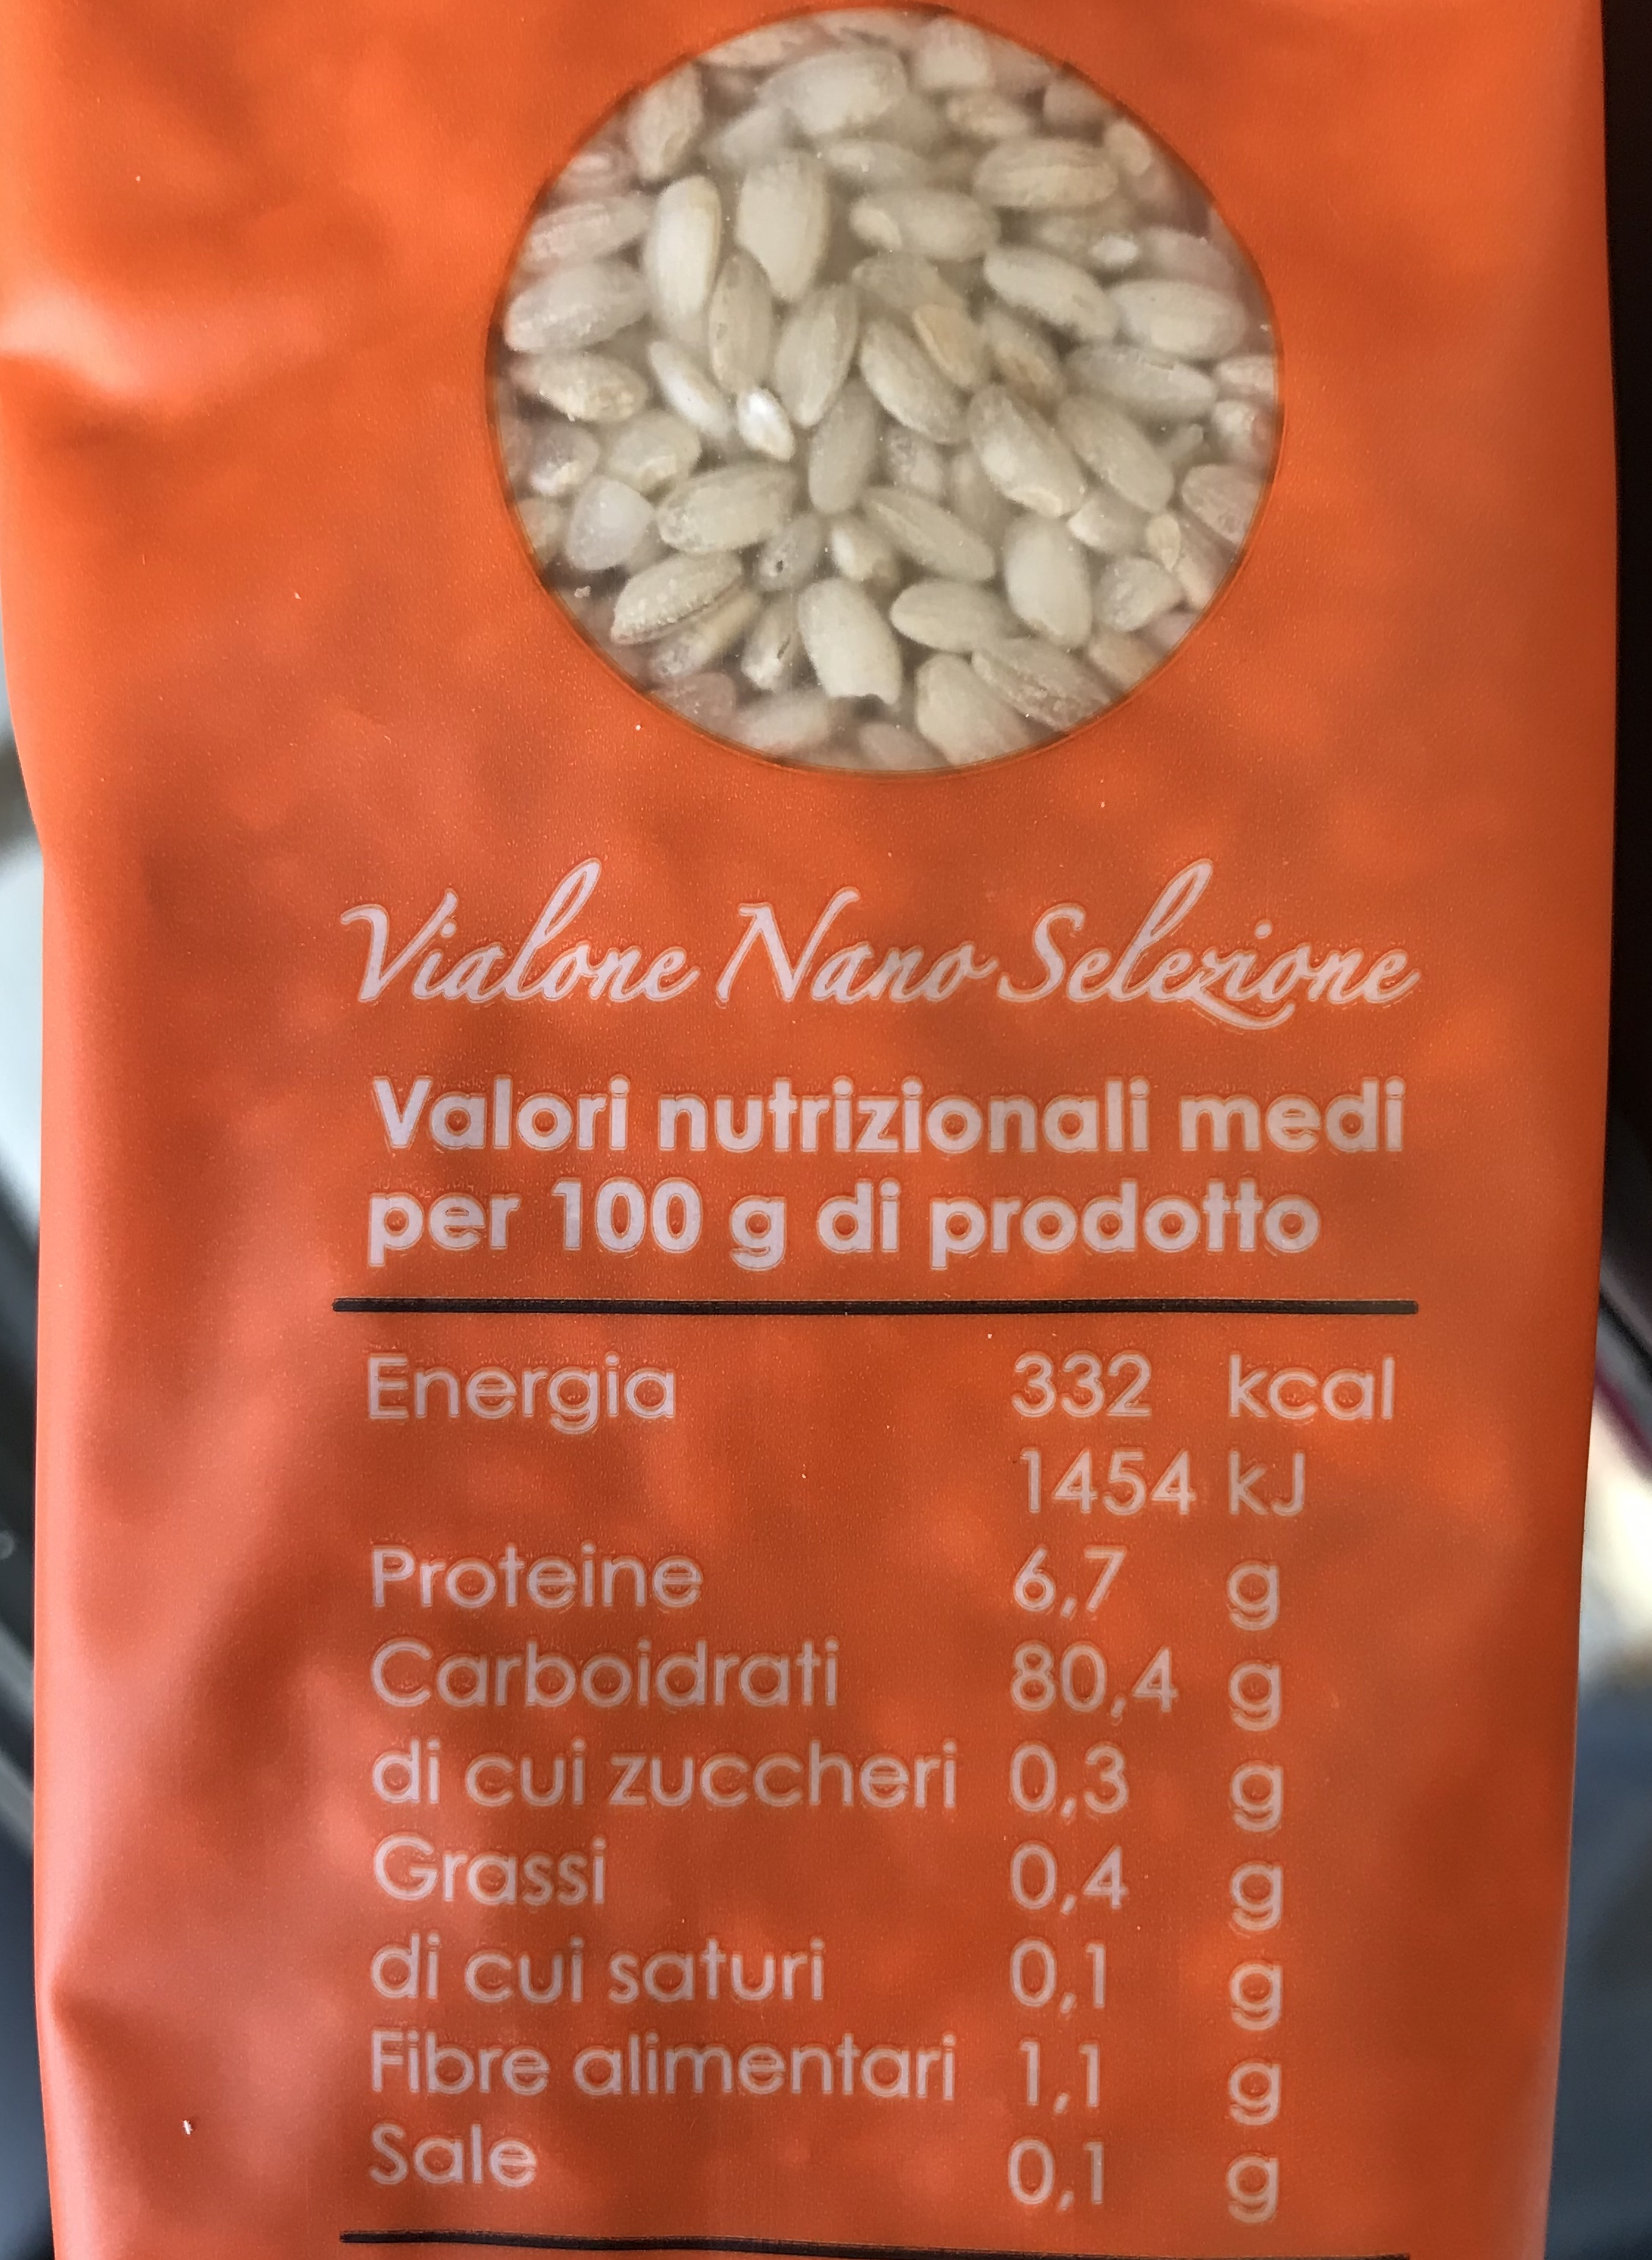 Vialone Nano Selezione
Valori nutrizionali medi
per 100 g di prodotto
Energia 332 kcal
1454 kJ
Proteine 6,7 g
Carboidrati 80,4 g
di cui zuccheri 0,3 g
Grassi 0,4 g
di cui saturi 0,1 g
Fibre alimentari 1,1 g
Sale 0,1 g